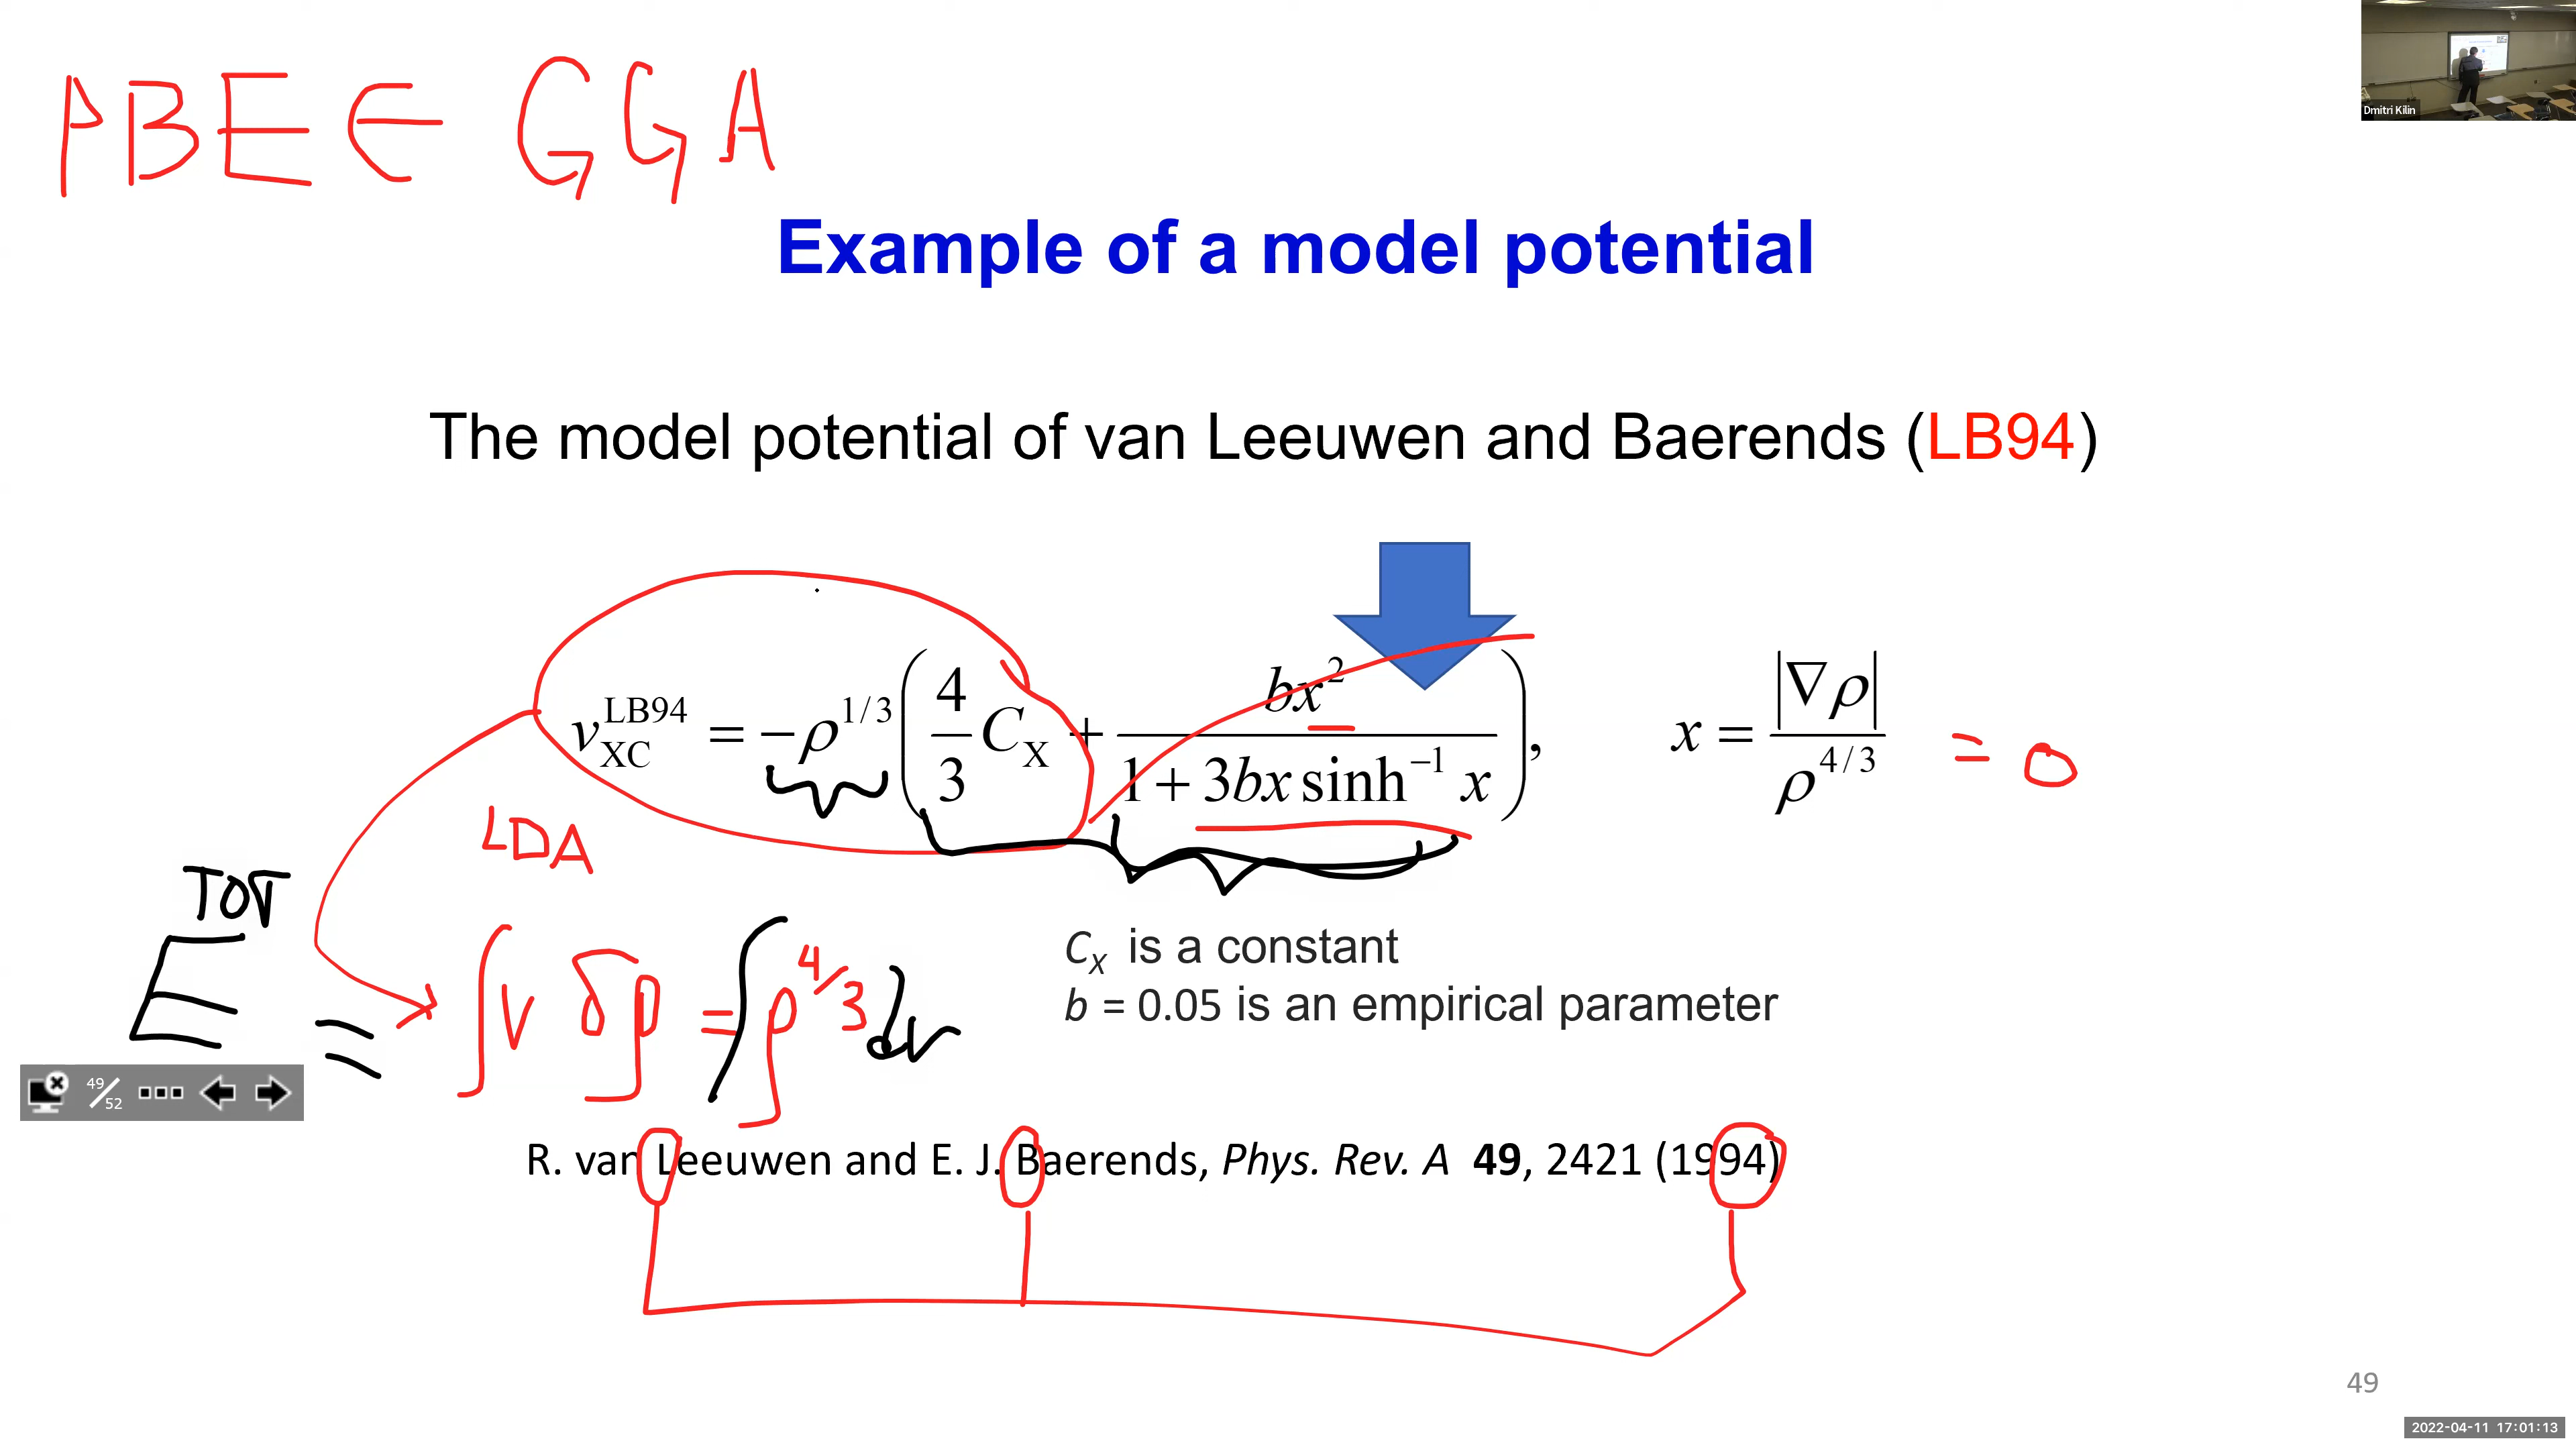 PBE ∈ GGA
Dmitri Kilin
Example of a model potential
The model potential of van Leeuwen and Baerends (LB94)
v_XC^LB94 = −ρ^1/3 ( 4/3 C_X + bx^2 / (1 + 3bx sinh^−1 x) ), x = |∇ρ| / ρ^4/3 = 0
LDA
E^TOT = ∫ v δρ = ∫ ρ^4/3 dr
C_X is a constant
b = 0.05 is an empirical parameter
49/52
R. van Leeuwen and E. J. Baerends, Phys. Rev. A 49, 2421 (1994)
49
2022-04-11 17:01:13